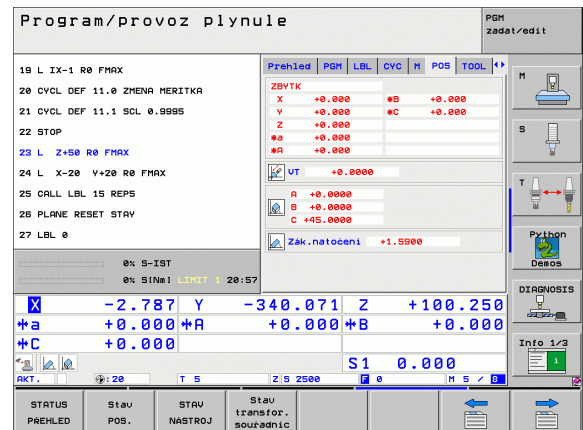 Program/provoz plynule
PGM
zadat/edit
19 L IX-1 R0 FMAX
20 CYCL DEF 11.0 ZMENA MERITKA
21 CYCL DEF 11.1 SCL 0.9995
22 STOP
23 L Z+50 R0 FMAX
24 L X-20 Y+20 R0 FMAX
25 CALL LBL 15 REP5
26 PLANE RESET STAY
27 LBL 0
Prehled PGM LBL CYC M POS TOOL
ZBYTK
X +0.000 *B +0.000
Y +0.000 *C +0.000
Z +0.000
*a +0.000
*A +0.000
VT +0.0000
A +0.0000
B +0.0000
C +45.0000
Zák.natočení +1.5900
0% S-IST
0% S[Nm] LIMIT 1 20:57
X -2.787 Y -340.071 Z +100.250
*a +0.000 *A +0.000 *B +0.000
*C +0.000
S1 0.000
AKT. : 20 T 5 Z S 2500 F 0 M 5 / 8
M
S
T
Python
Demos
DIAGNOSIS
Info 1/3
STATUS
PŘEHLED
Stav
POS.
STAV
NÁSTROJ
Stav
transfor.
souřadnic